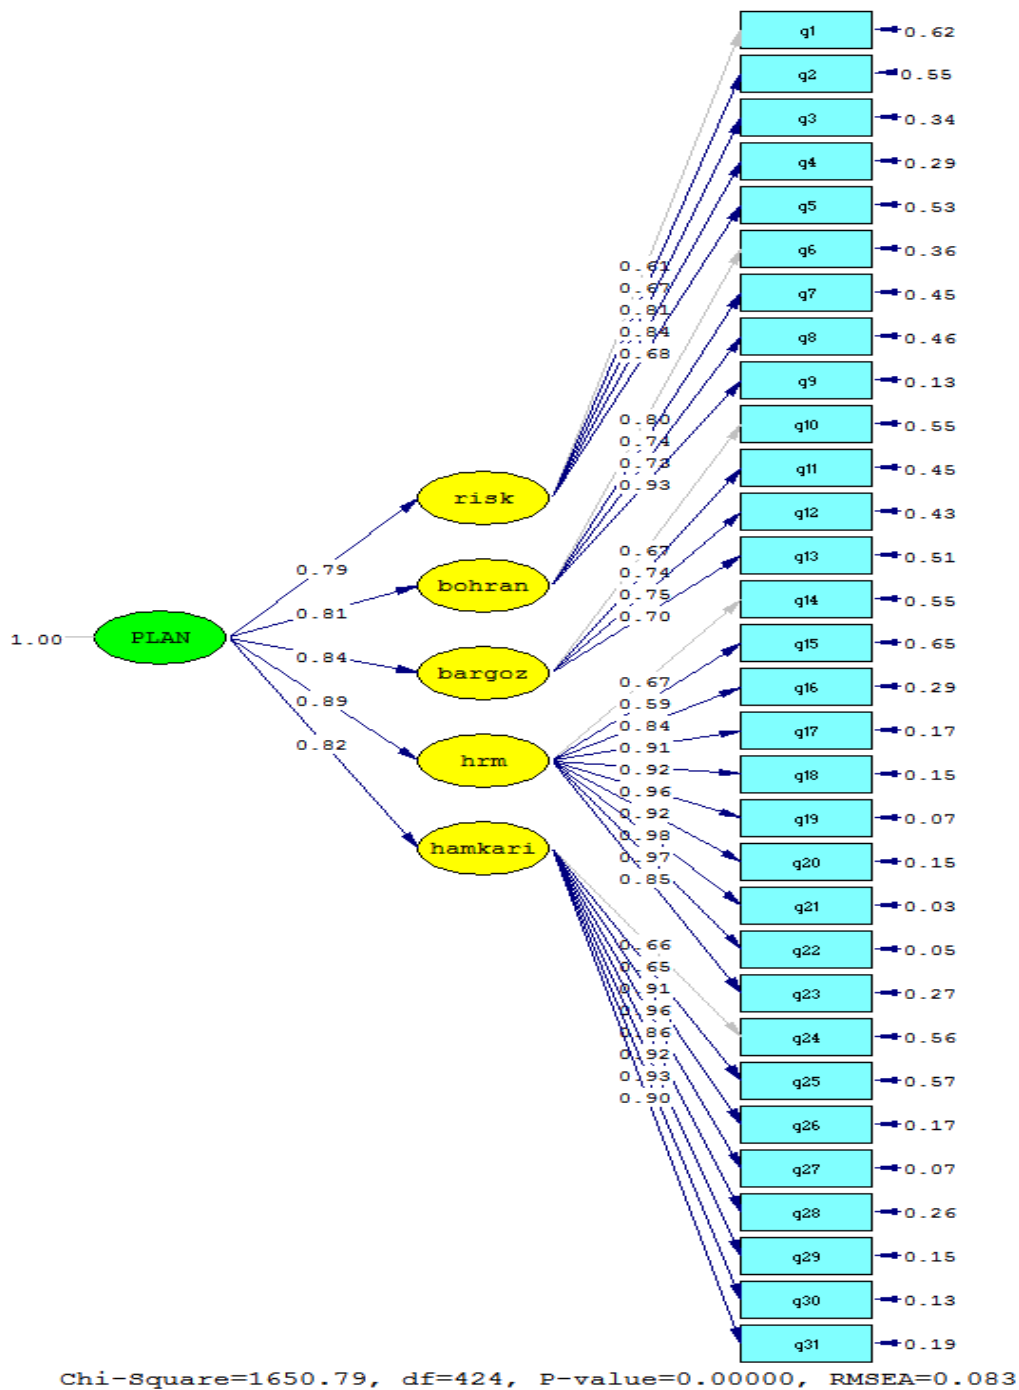 q1 0.62
q2 0.55
q3 0.34
q4 0.29
q5 0.53
q6 0.36
q7 0.45
q8 0.46
q9 0.13
q10 0.55
q11 0.45
q12 0.43
q13 0.51
q14 0.55
q15 0.65
q16 0.29
q17 0.17
q18 0.15
q19 0.07
q20 0.15
q21 0.03
q22 0.05
q23 0.27
q24 0.56
q25 0.57
q26 0.17
q27 0.07
q28 0.26
q29 0.15
q30 0.13
q31 0.19
0.61
0.67
0.81
0.84
0.68
0.80
0.74
0.73
0.93
0.67
0.74
0.75
0.70
0.67
0.59
0.84
0.91
0.92
0.96
0.92
0.98
0.97
0.85
0.66
0.65
0.91
0.96
0.86
0.92
0.93
0.90
risk
bohran
bargoz
hrm
hamkari
0.79
0.81
0.84
0.89
0.82
1.00 PLAN
Chi-Square=1650.79, df=424, P-value=0.00000, RMSEA=0.083